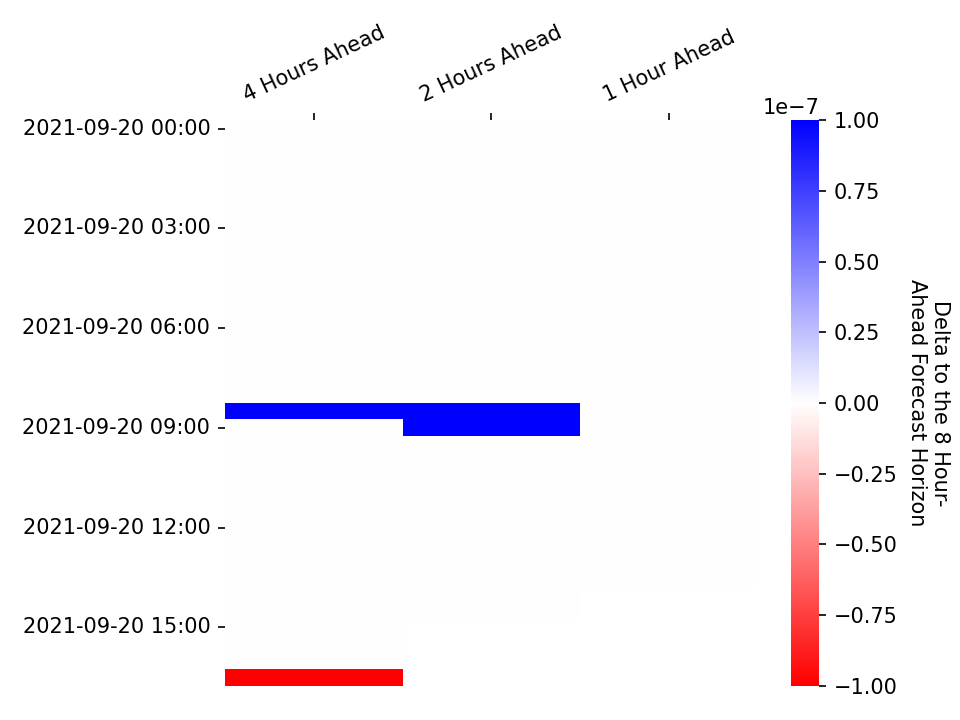 4 Hours Ahead
2 Hours Ahead
1 Hour Ahead
2021-09-20 00:00
2021-09-20 03:00
2021-09-20 06:00
2021-09-20 09:00
2021-09-20 12:00
2021-09-20 15:00
1e−7
1.00
0.75
0.50
0.25
0.00
−0.25
−0.50
−0.75
−1.00
Delta to the 8 Hour-
Ahead Forecast Horizon